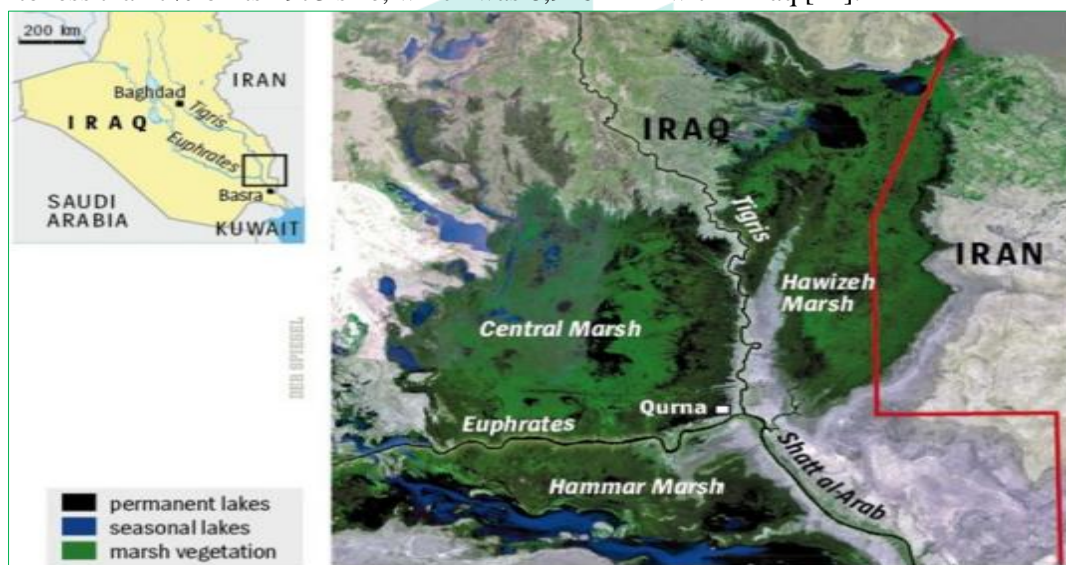 200 km
IRAN
Baghdad
Tigris
IRAQ
Euphrates
SAUDI
ARABIA
Basra
KUWAIT
IRAQ
Tigris
IRAN
Hawizeh
Marsh
Central Marsh
DER SPIEGEL
Qurna
Euphrates
Shatt al-Arab
Hammar Marsh
permanent lakes
seasonal lakes
marsh vegetation